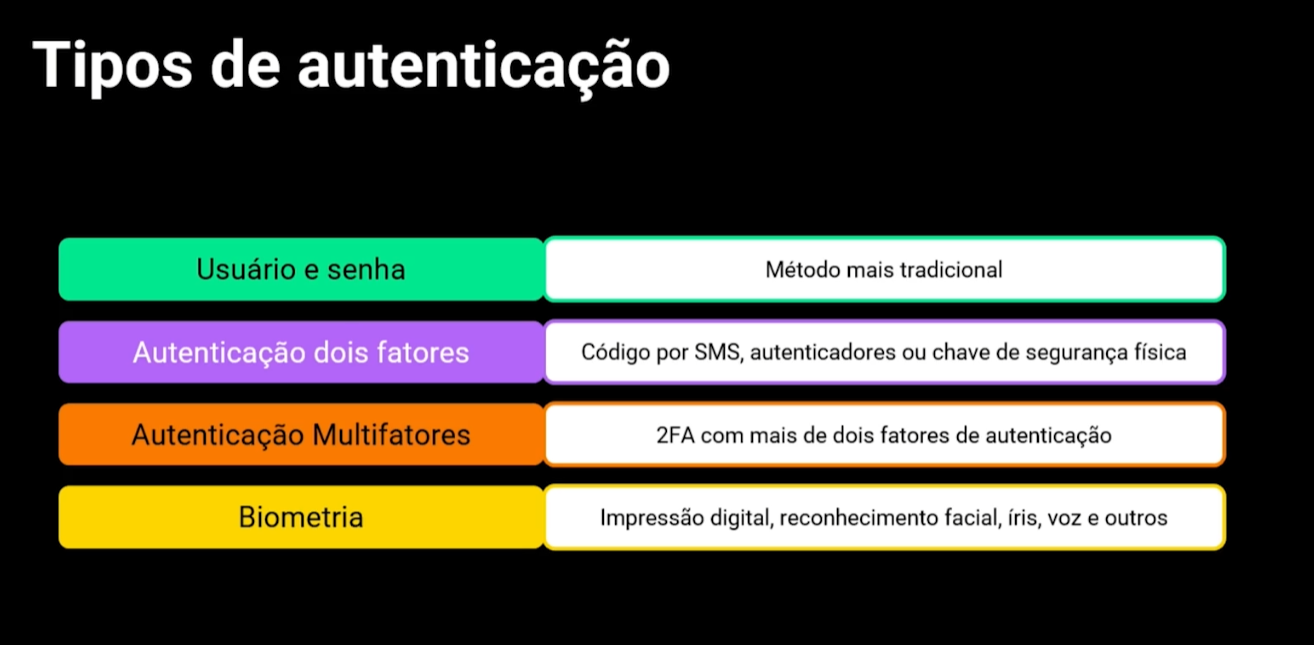 Tipos de autenticação
Usuário e senha
Método mais tradicional
Autenticação dois fatores
Código por SMS, autenticadores ou chave de segurança física
Autenticação Multifatores
2FA com mais de dois fatores de autenticação
Biometria
Impressão digital, reconhecimento facial, íris, voz e outros